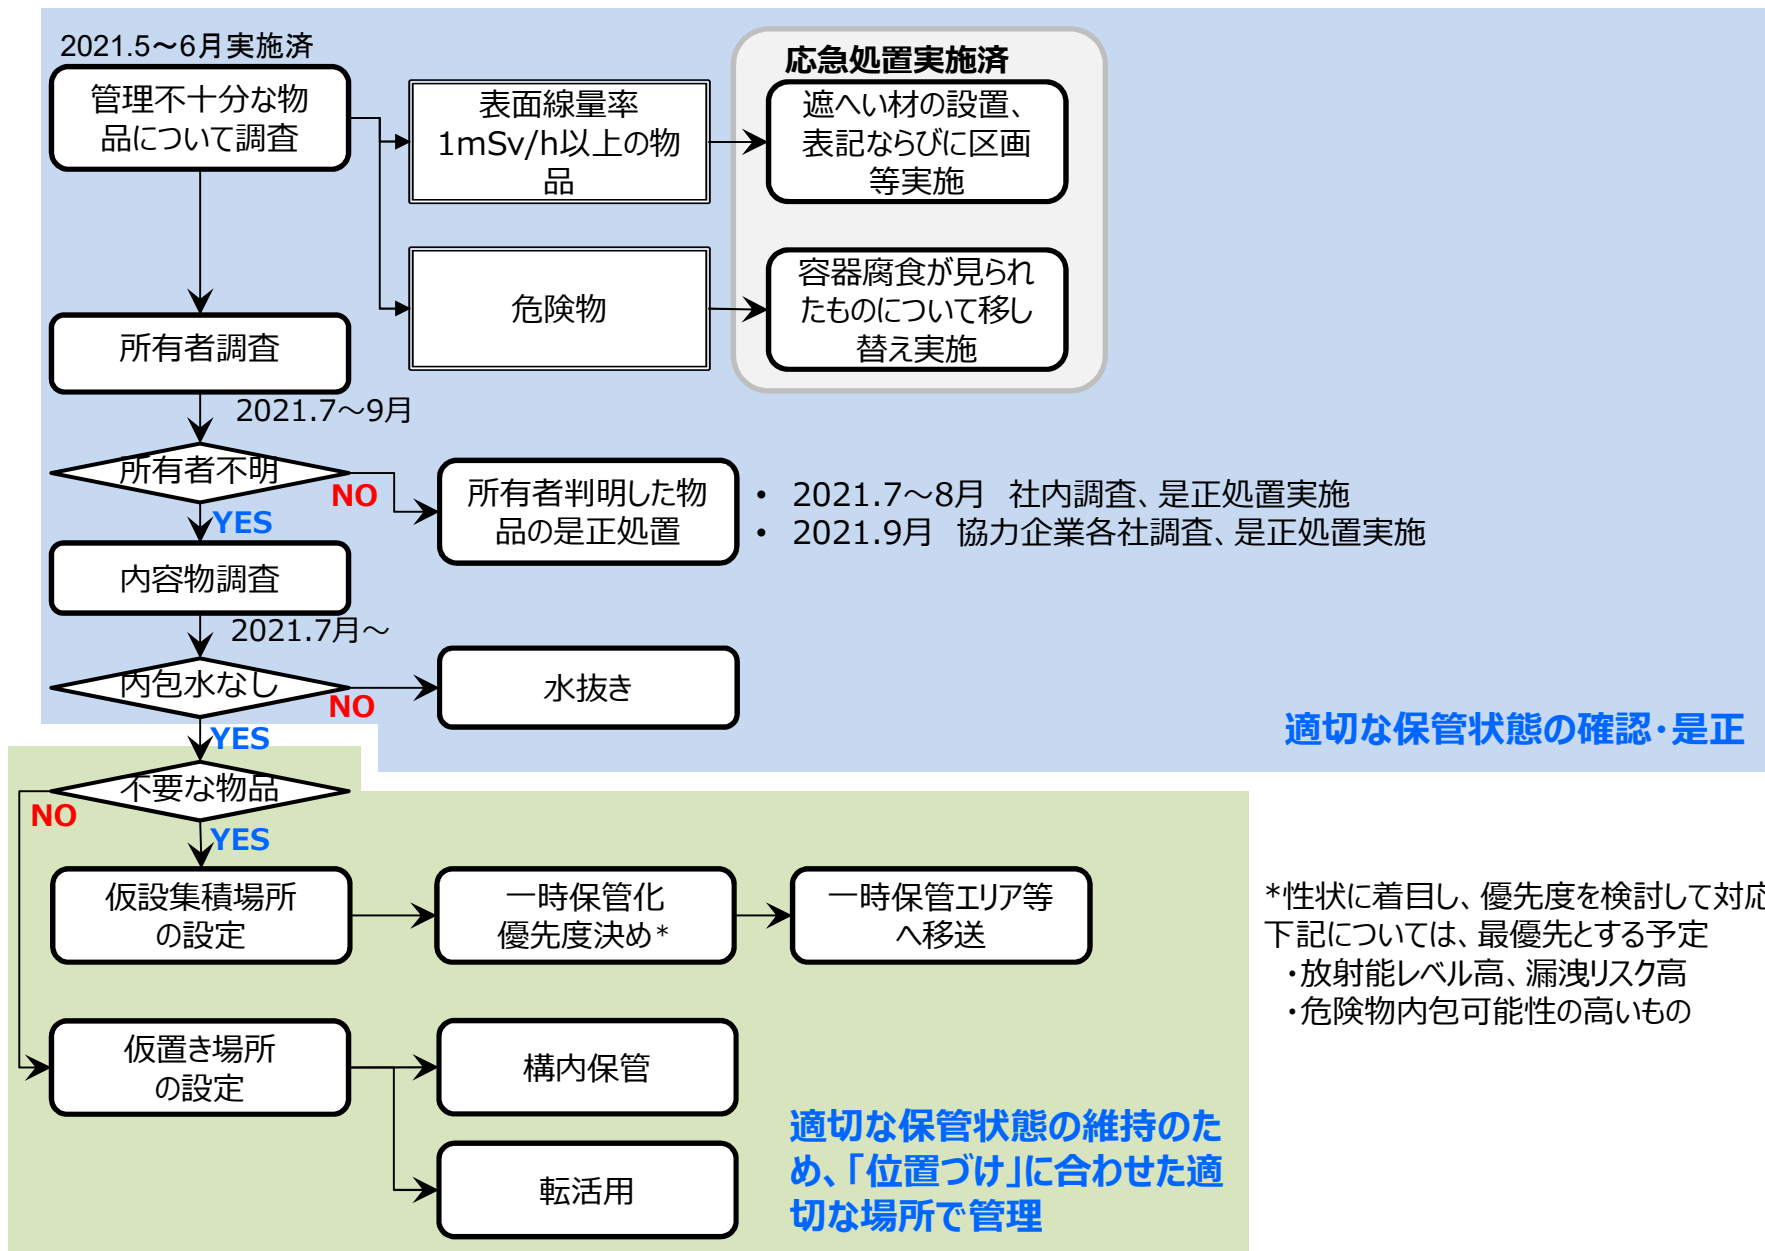 2021.5～6月実施済
管理不十分な物
品について調査
表面線量率
1mSv/h以上の物
品
応急処置実施済
遮へい材の設置、
表記ならびに区画
等実施
危険物
容器腐食が見られ
たものについて移し
替え実施
所有者調査
2021.7～9月
所有者不明
NO
YES
所有者判明した物
品の是正処置
• 2021.7～8月　社内調査、是正処置実施
• 2021.9月　協力企業各社調査、是正処置実施
内容物調査
2021.7月～
内包水なし
NO
YES
水抜き
適切な保管状態の確認・是正
不要な物品
NO
YES
仮設集積場所
の設定
一時保管化
優先度決め*
一時保管エリア等
へ移送
*性状に着目し、優先度を検討して対応
下記については、最優先とする予定
・放射能レベル高、漏洩リスク高
・危険物内包可能性の高いもの
仮置き場所
の設定
構内保管
転活用
適切な保管状態の維持のた
め、「位置づけ」に合わせた適
切な場所で管理